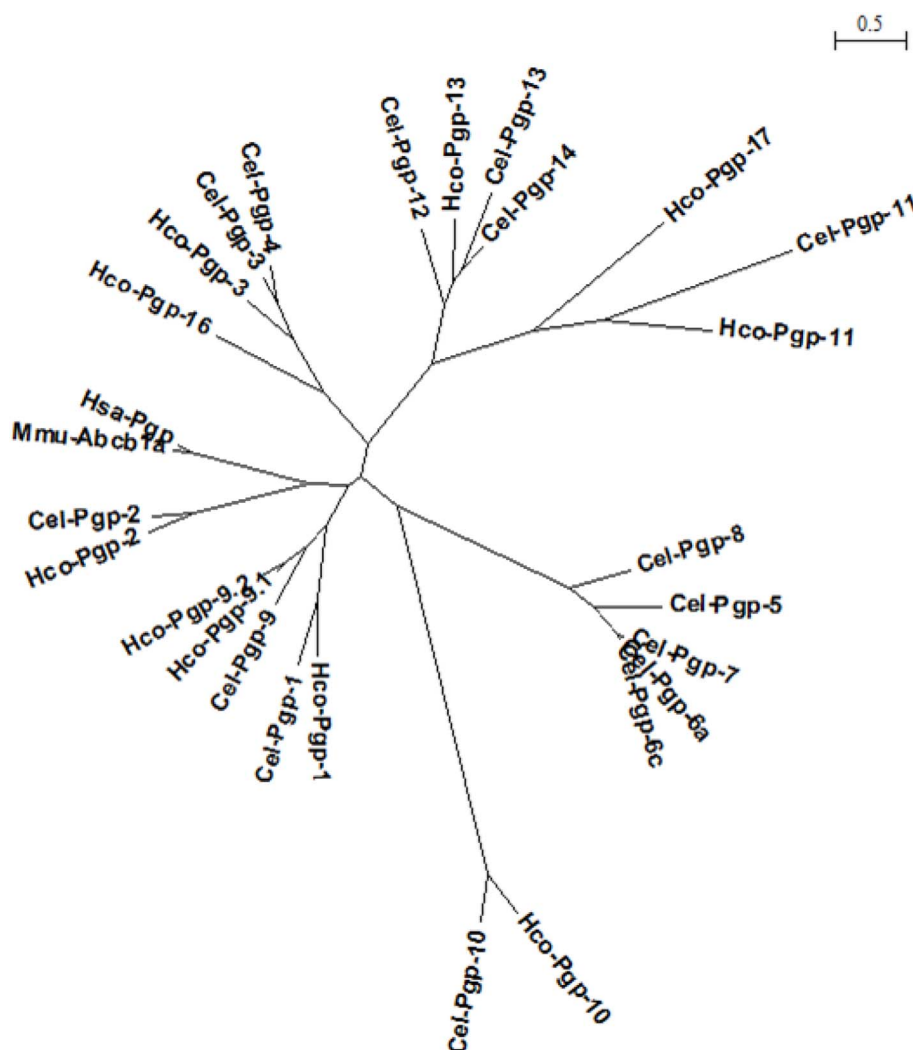 0.5
Cel-Pgp-12
Hco-Pgp-13
Cel-Pgp-13
Cel-Pgp-14
Hco-Pgp-17
Cel-Pgp-11
Hco-Pgp-11
Cel-Pgp-4
Cel-Pgp-3
Hco-Pgp-3
Hco-Pgp-16
Hsa-Pgp
Mmu-Abcb1a
Cel-Pgp-2
Hco-Pgp-2
Hco-Pgp-9.2
Hco-Pgp-9.1
Cel-Pgp-9
Cel-Pgp-1
Hco-Pgp-1
Cel-Pgp-8
Cel-Pgp-5
Cel-Pgp-7
Cel-Pgp-6a
Cel-Pgp-6c
Cel-Pgp-10
Hco-Pgp-10